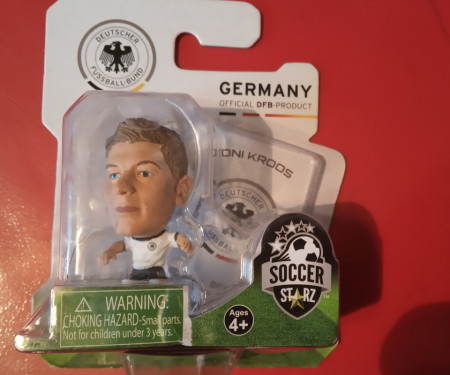 DEUTSCHER
FUSSBALL-BUND
GERMANY
OFFICIAL DFB-PRODUCT
TONI KROOS
DEUTSCHER
SOCCER
STARZ
™
WARNING:
CHOKING HAZARD-Small parts.
Not for children under 3 years.
Ages
4+